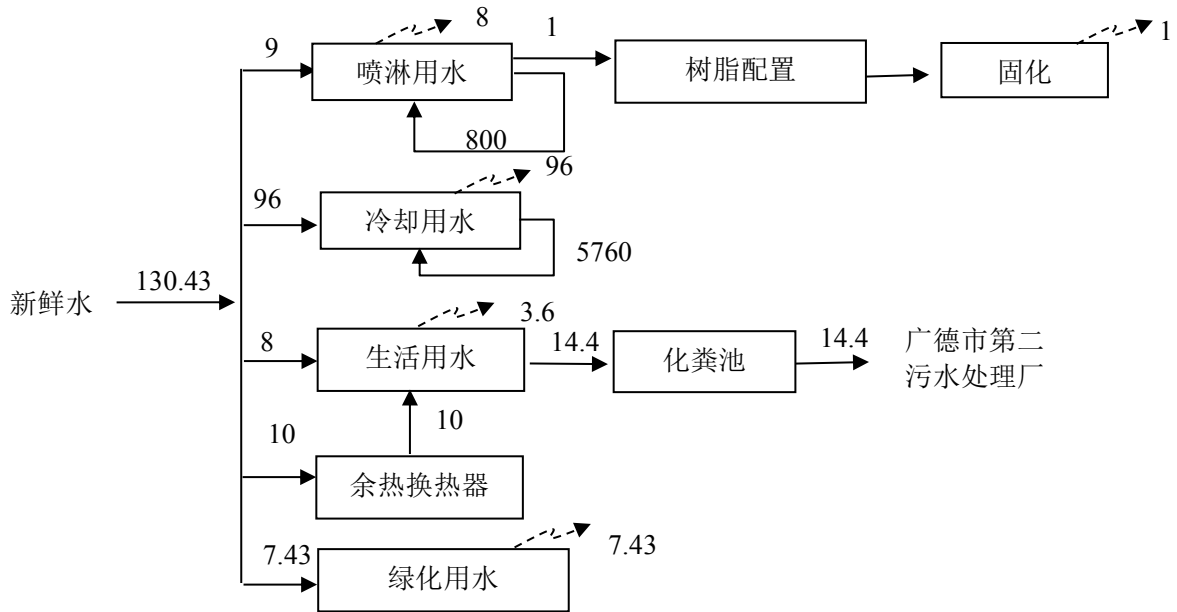 8
1
1
9
喷淋用水
树脂配置
固化
800
96
96
冷却用水
5760
新鲜水
130.43
3.6
8
生活用水
14.4
化粪池
14.4
广德市第二
污水处理厂
10
10
余热换热器
7.43
7.43
绿化用水